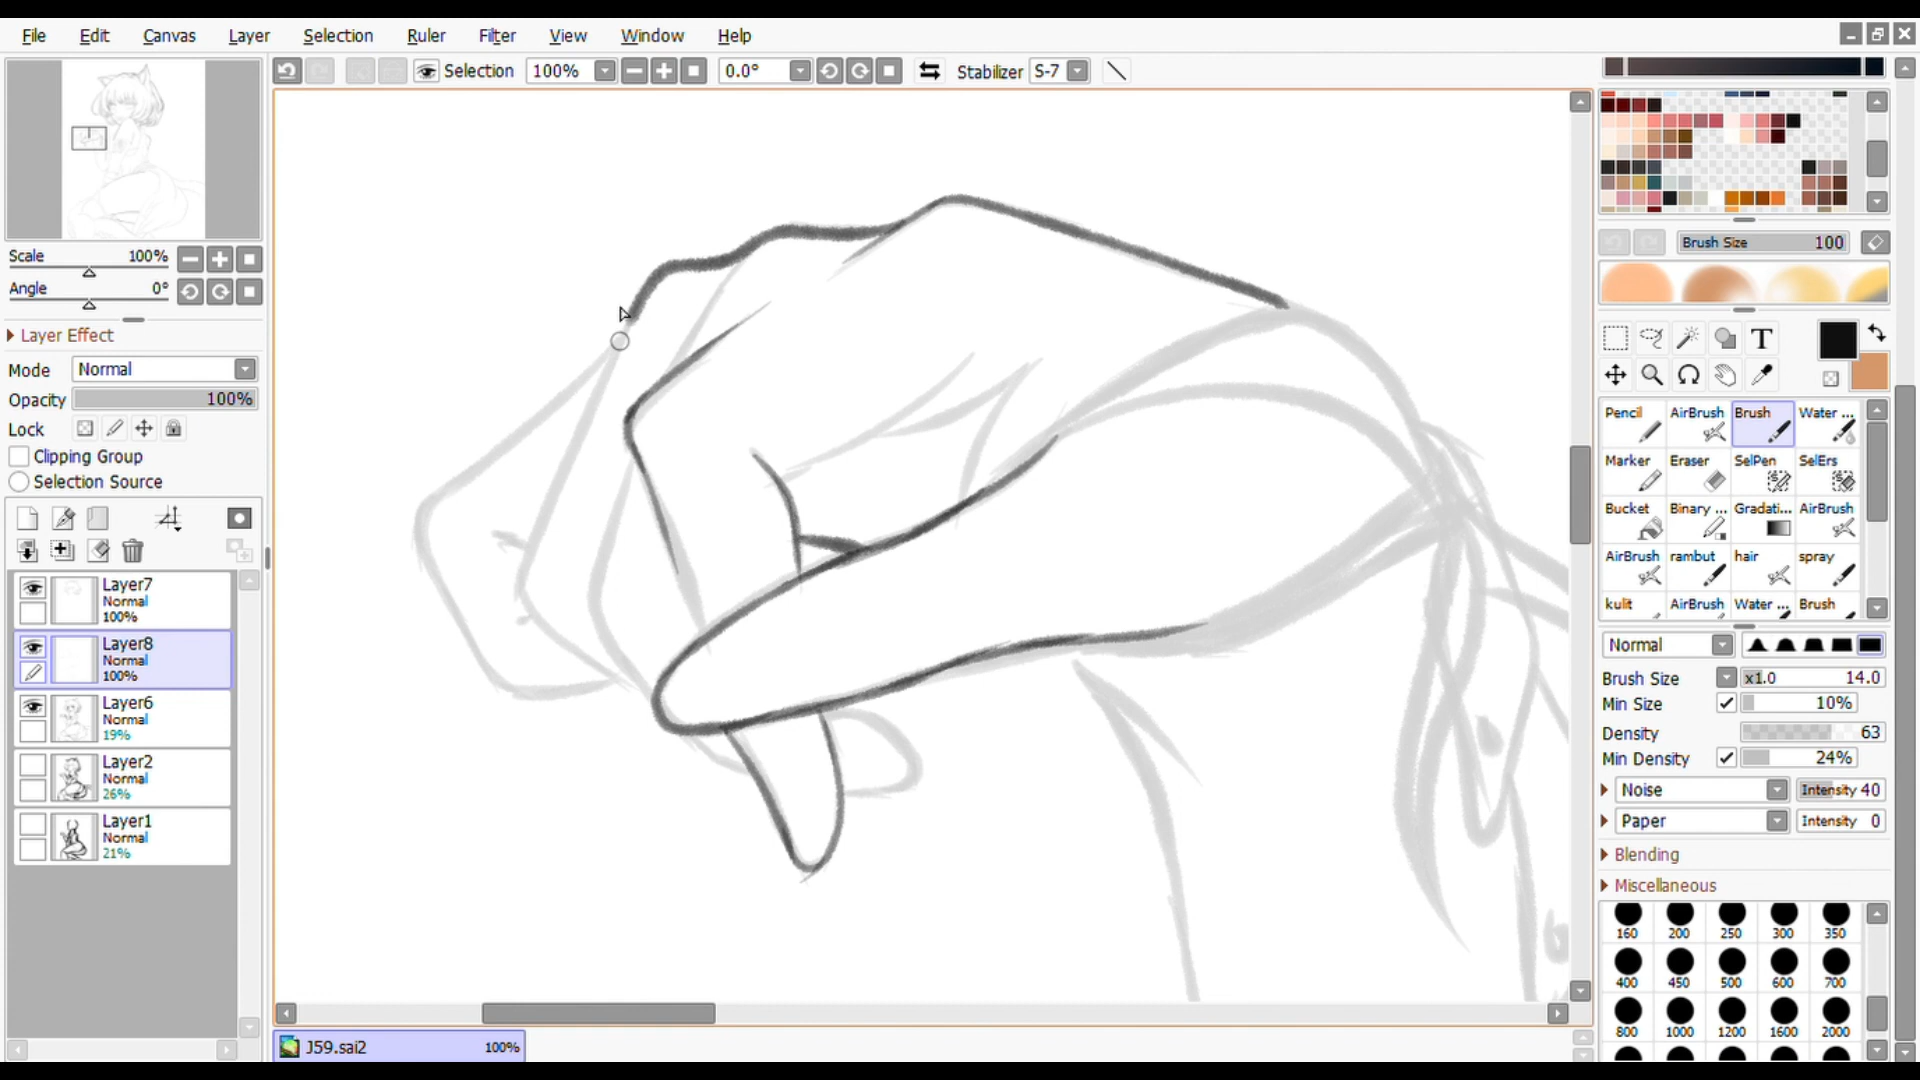 File Edit Canvas Layer Selection Ruler Filter View Window Help
Selection 100% 0.0° Stabilizer S-7
Scale 100%
Angle 0°
Layer Effect
Mode Normal
Opacity 100%
Lock
Clipping Group
Selection Source
Layer7
Normal
100%
Layer8
Normal
100%
Layer6
Normal
19%
Layer2
Normal
26%
Layer1
Normal
21%
J59.sai2 100%
Brush Size 100
T
Pencil AirBrush Brush Water ...
Marker Eraser SelPen SelErs
Bucket Binary ... Gradati... AirBrush
AirBrush rambut hair spray
kulit AirBrush Water ... Brush
Normal
Brush Size x1.0 14.0
Min Size 10%
Density 63
Min Density 24%
Noise Intensity 40
Paper Intensity 0
Blending
Miscellaneous
160 200 250 300 350
400 450 500 600 700
800 1000 1200 1600 2000